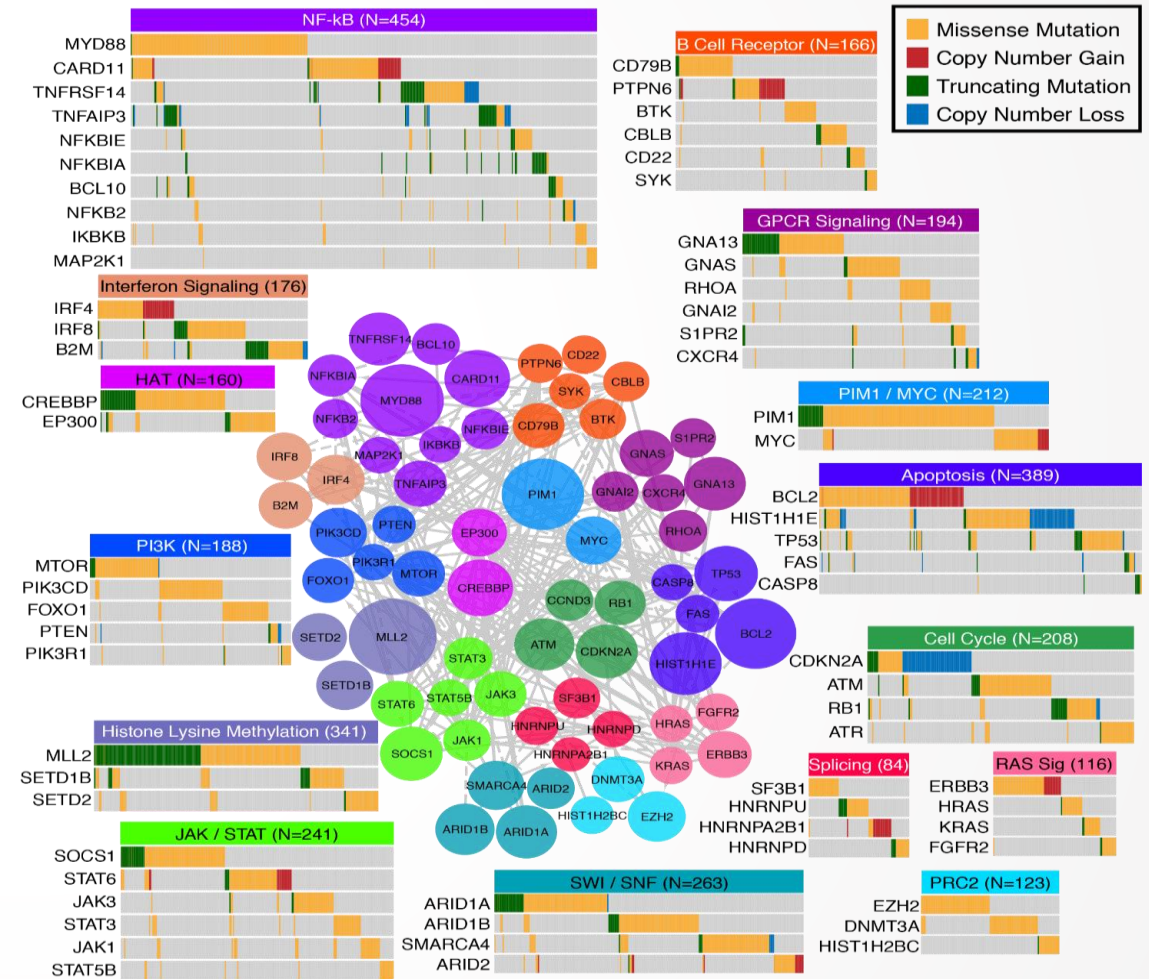 NF-kB (N=454)
MYD88
CARD11
TNFRSF14
TNFAIP3
NFKBIE
NFKBIA
BCL10
NFKB2
IKBKB
MAP2K1
B Cell Receptor (N=166)
CD79B
PTPN6
BTK
CBLB
CD22
SYK
Missense Mutation
Copy Number Gain
Truncating Mutation
Copy Number Loss
GPCR Signaling (N=194)
GNA13
GNAS
RHOA
GNAI2
S1PR2
CXCR4
Interferon Signaling (176)
IRF4
IRF8
B2M
HAT (N=160)
CREBBP
EP300
PIM1 / MYC (N=212)
PIM1
MYC
Apoptosis (N=389)
BCL2
HIST1H1E
TP53
FAS
CASP8
PI3K (N=188)
MTOR
PIK3CD
FOXO1
PTEN
PIK3R1
TNFRSF14
BCL10
NFKBIA
CARD11
MYD88
NFKB2
NFKBIE
IKBKB
MAP2K1
TNFAIP3
PTPN6
CD22
SYK
CBLB
CD79B
BTK
IRF8
IRF4
B2M
S1PR2
GNAS
GNA13
GNAI2
CXCR4
RHOA
PIM1
MYC
PIK3CD
PTEN
PIK3R1
FOXO1
MTOR
EP300
CREBBP
CASP8
TP53
FAS
BCL2
HIST1H1E
CCND3
RB1
ATM
CDKN2A
SETD2
MLL2
SETD1B
STAT3
STAT6
STAT5B
JAK3
SOCS1
JAK1
SF3B1
HNRNPU
HNRNPD
HNRNPA2B1
HRAS
FGFR2
KRAS
ERBB3
SMARCA4
ARID2
ARID1B
ARID1A
DNMT3A
HIST1H2BC
EZH2
Cell Cycle (N=208)
CDKN2A
ATM
RB1
ATR
Histone Lysine Methylation (341)
MLL2
SETD1B
SETD2
Splicing (84)
SF3B1
HNRNPU
HNRNPA2B1
HNRNPD
RAS Sig (116)
ERBB3
HRAS
KRAS
FGFR2
JAK / STAT (N=241)
SOCS1
STAT6
JAK3
STAT3
JAK1
STAT5B
SWI / SNF (N=263)
ARID1A
ARID1B
SMARCA4
ARID2
PRC2 (N=123)
EZH2
DNMT3A
HIST1H2BC